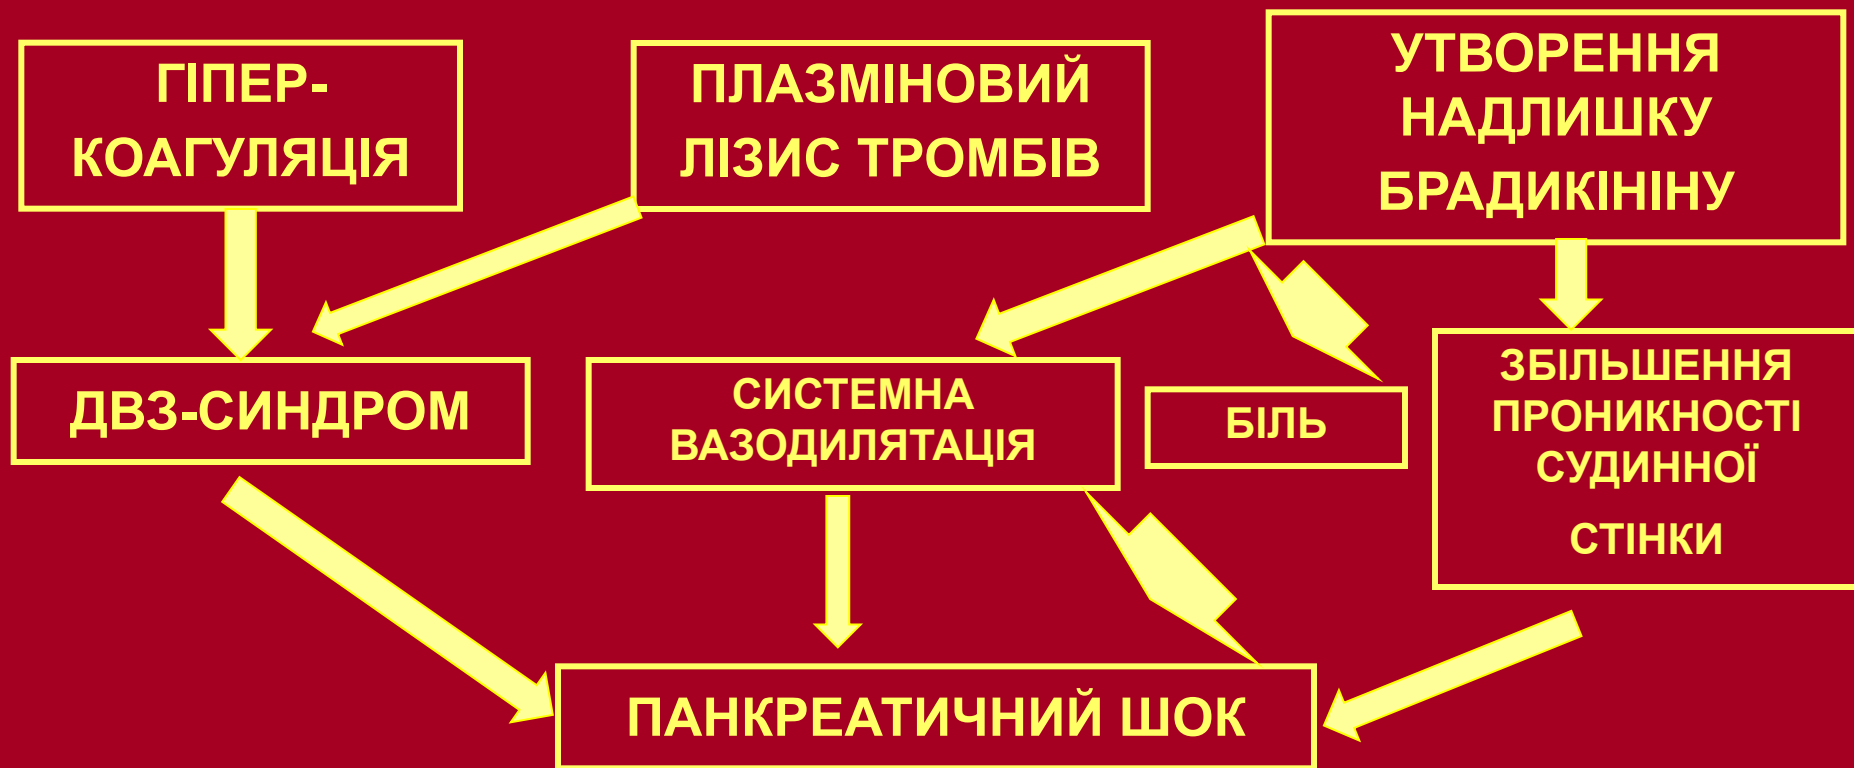 ГІПЕР-
КОАГУЛЯЦІЯ
ПЛАЗМІНОВИЙ
ЛІЗИС ТРОМБІВ
УТВОРЕННЯ
НАДЛИШКУ
БРАДИКІНІНУ
ДВЗ-СИНДРОМ
СИСТЕМНА
ВАЗОДИЛЯТАЦІЯ
БІЛЬ
ЗБІЛЬШЕННЯ
ПРОНИКНОСТІ
СУДИННОЇ
СТІНКИ
ПАНКРЕАТИЧНИЙ ШОК